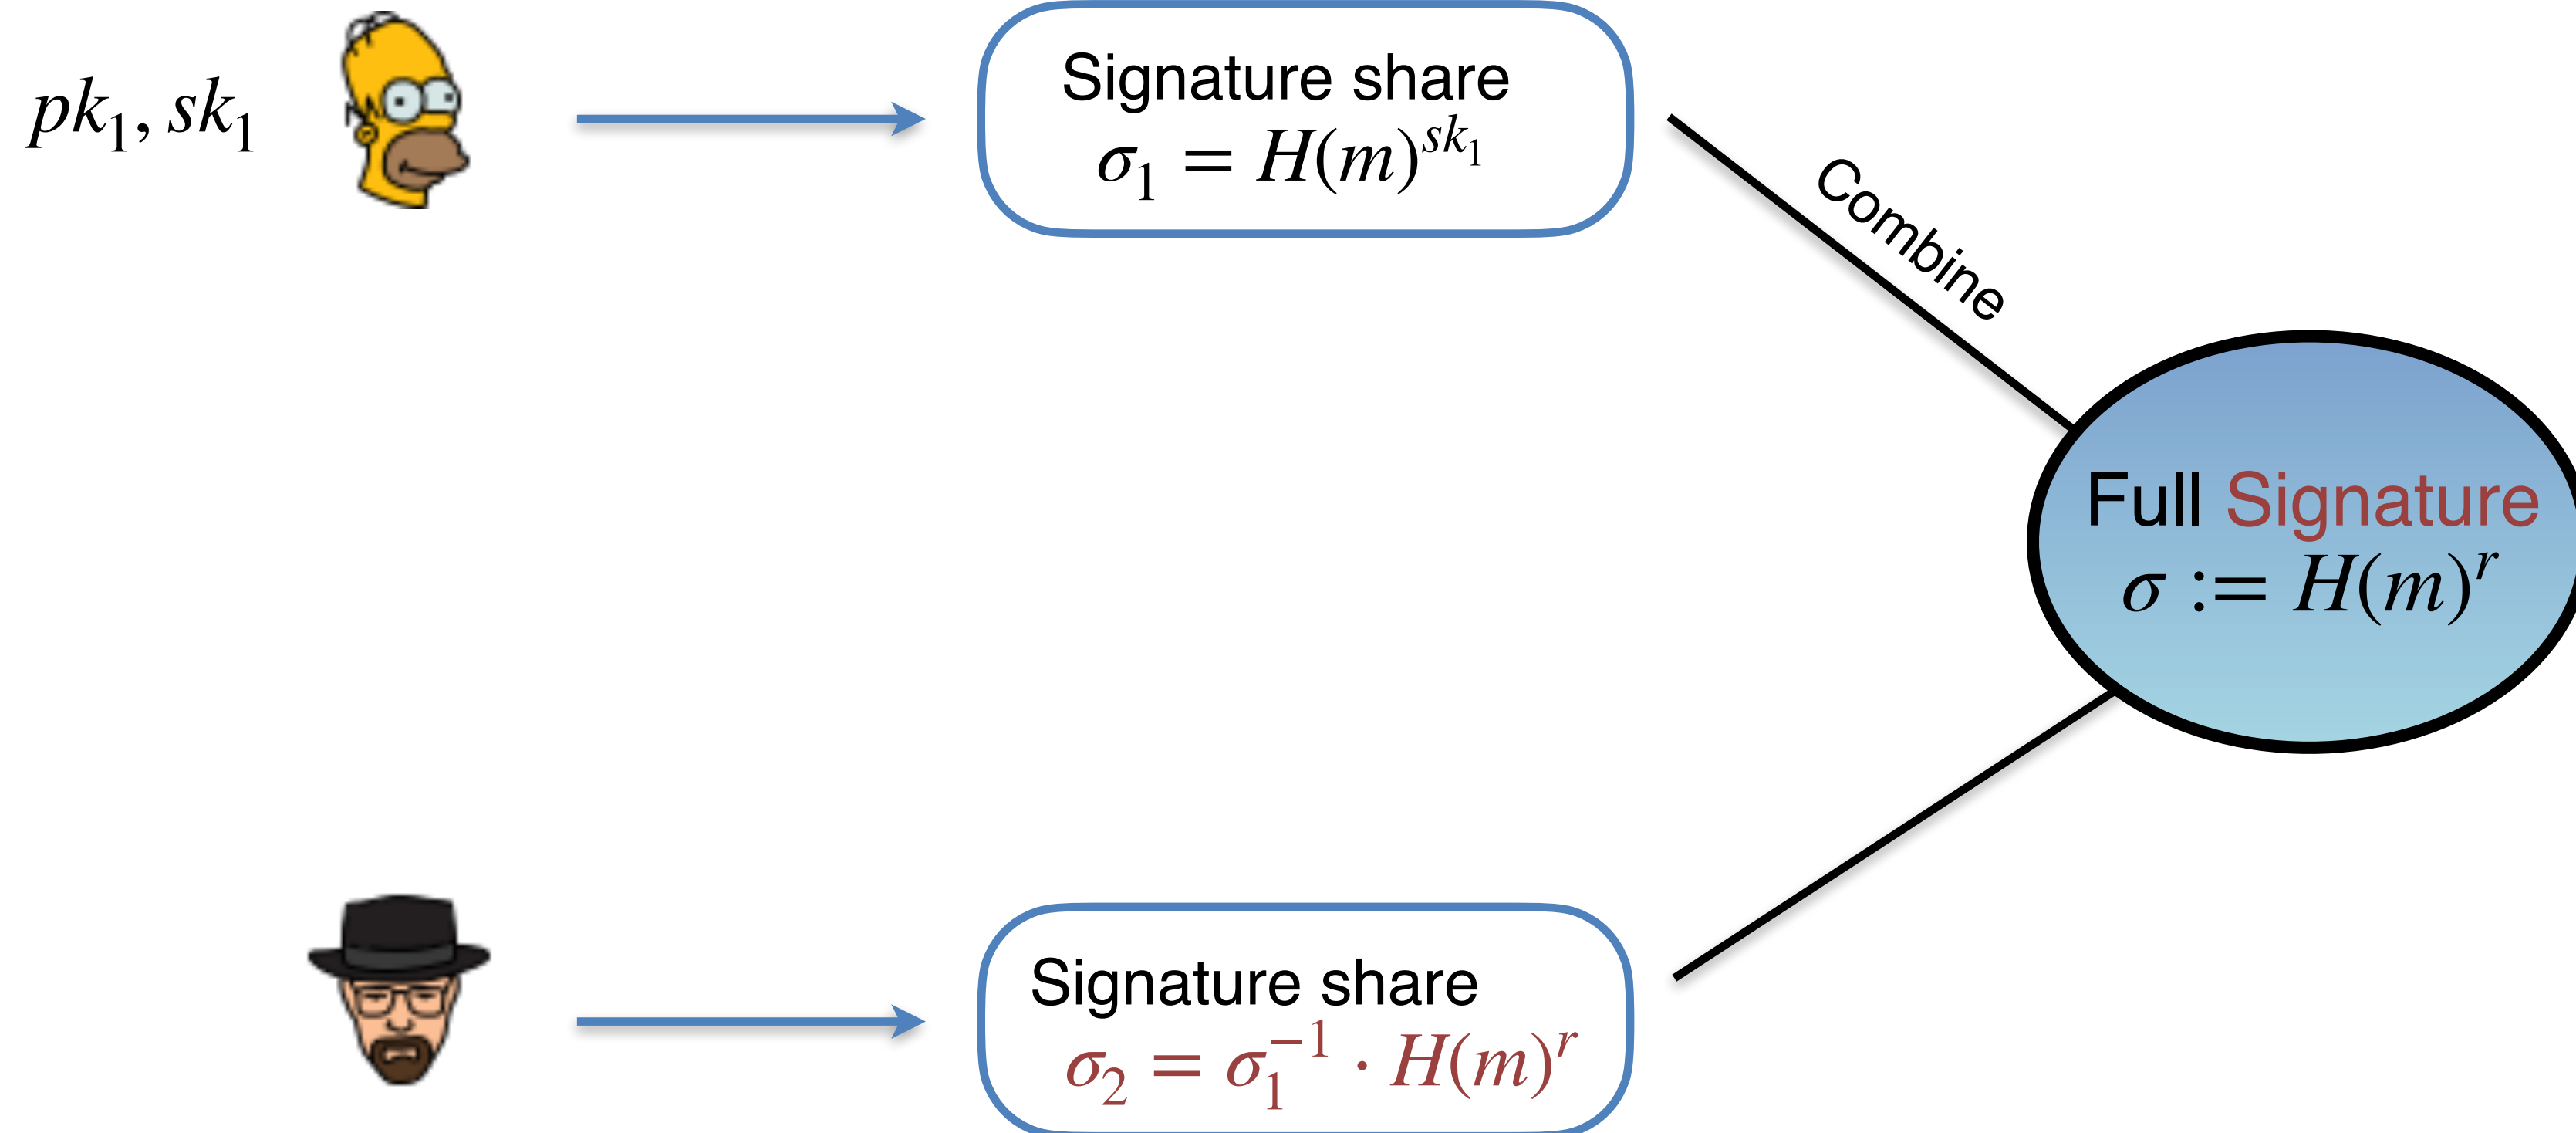 pk₁, sk₁
Signature share
σ₁ = H(m)^{sk₁}
Combine
Full Signature
σ := H(m)^r
Signature share
σ₂ = σ₁⁻¹ · H(m)^r